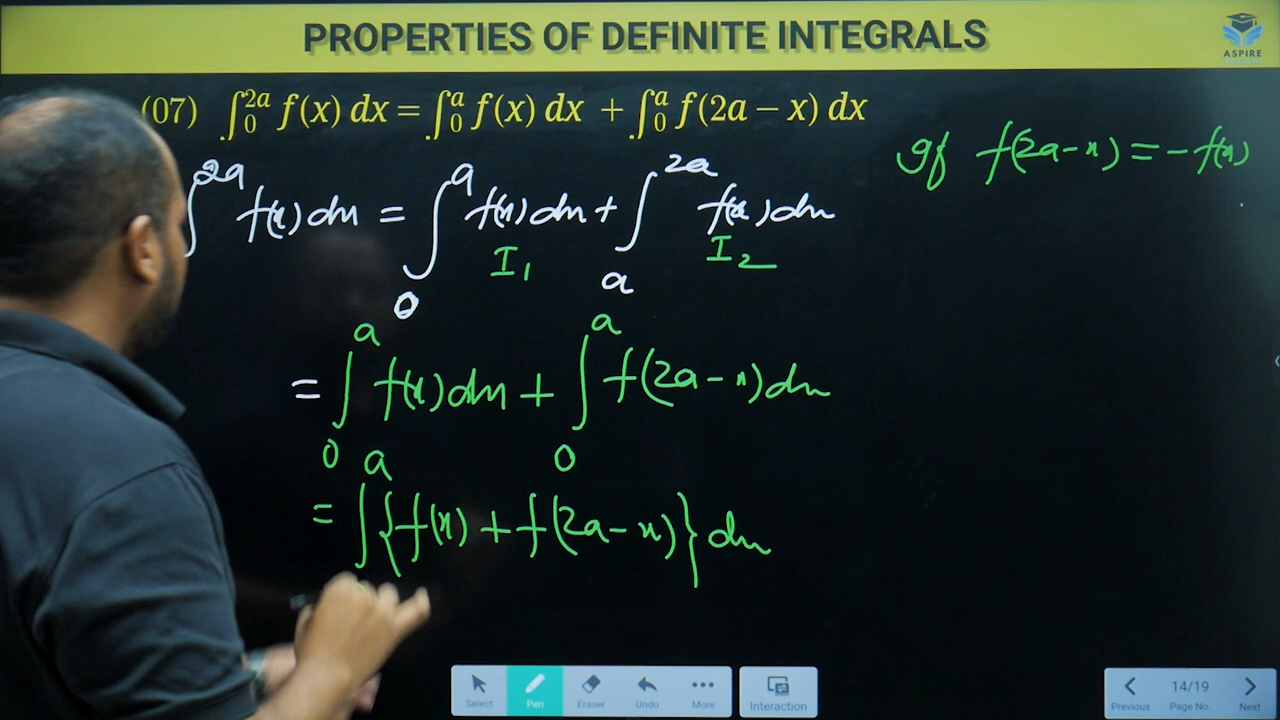 PROPERTIES OF DEFINITE INTEGRALS
ASPIRE
(07) ∫₀²ᵃ f(x) dx = ∫₀ᵃ f(x) dx + ∫₀ᵃ f(2a − x) dx
If f(2a-x) = -f(x)
∫²ᵃ f(x) dx = ∫₀ᵃ f(x) dx + ∫ₐ²ᵃ f(x) dx
I₁ I₂
= ∫₀ᵃ f(x) dx + ∫₀ᵃ f(2a-x) dx
= ∫ᵃ {f(x) + f(2a-x)} dx
Select Pen Eraser Undo More Interaction
Previous 14/19 Page No. Next